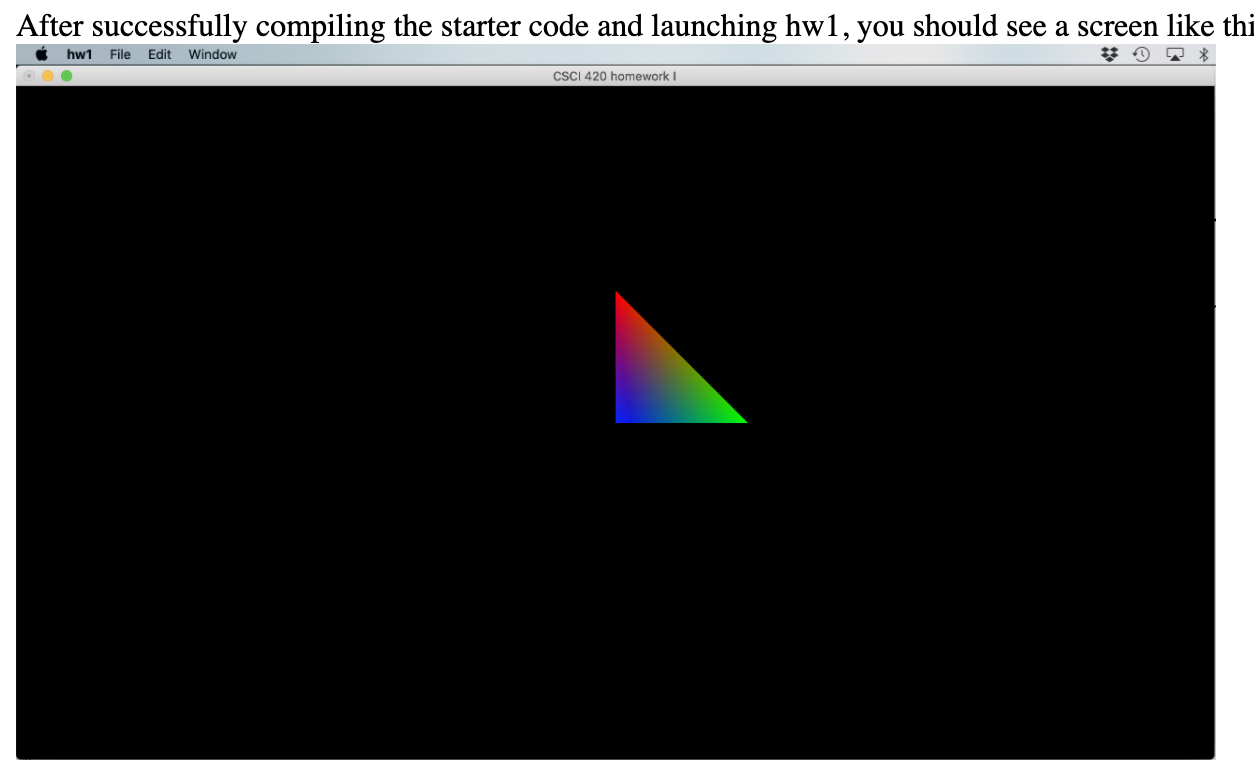 After successfully compiling the starter code and launching hw1, you should see a screen like thi
hw1 File Edit Window
CSCI 420 homework I